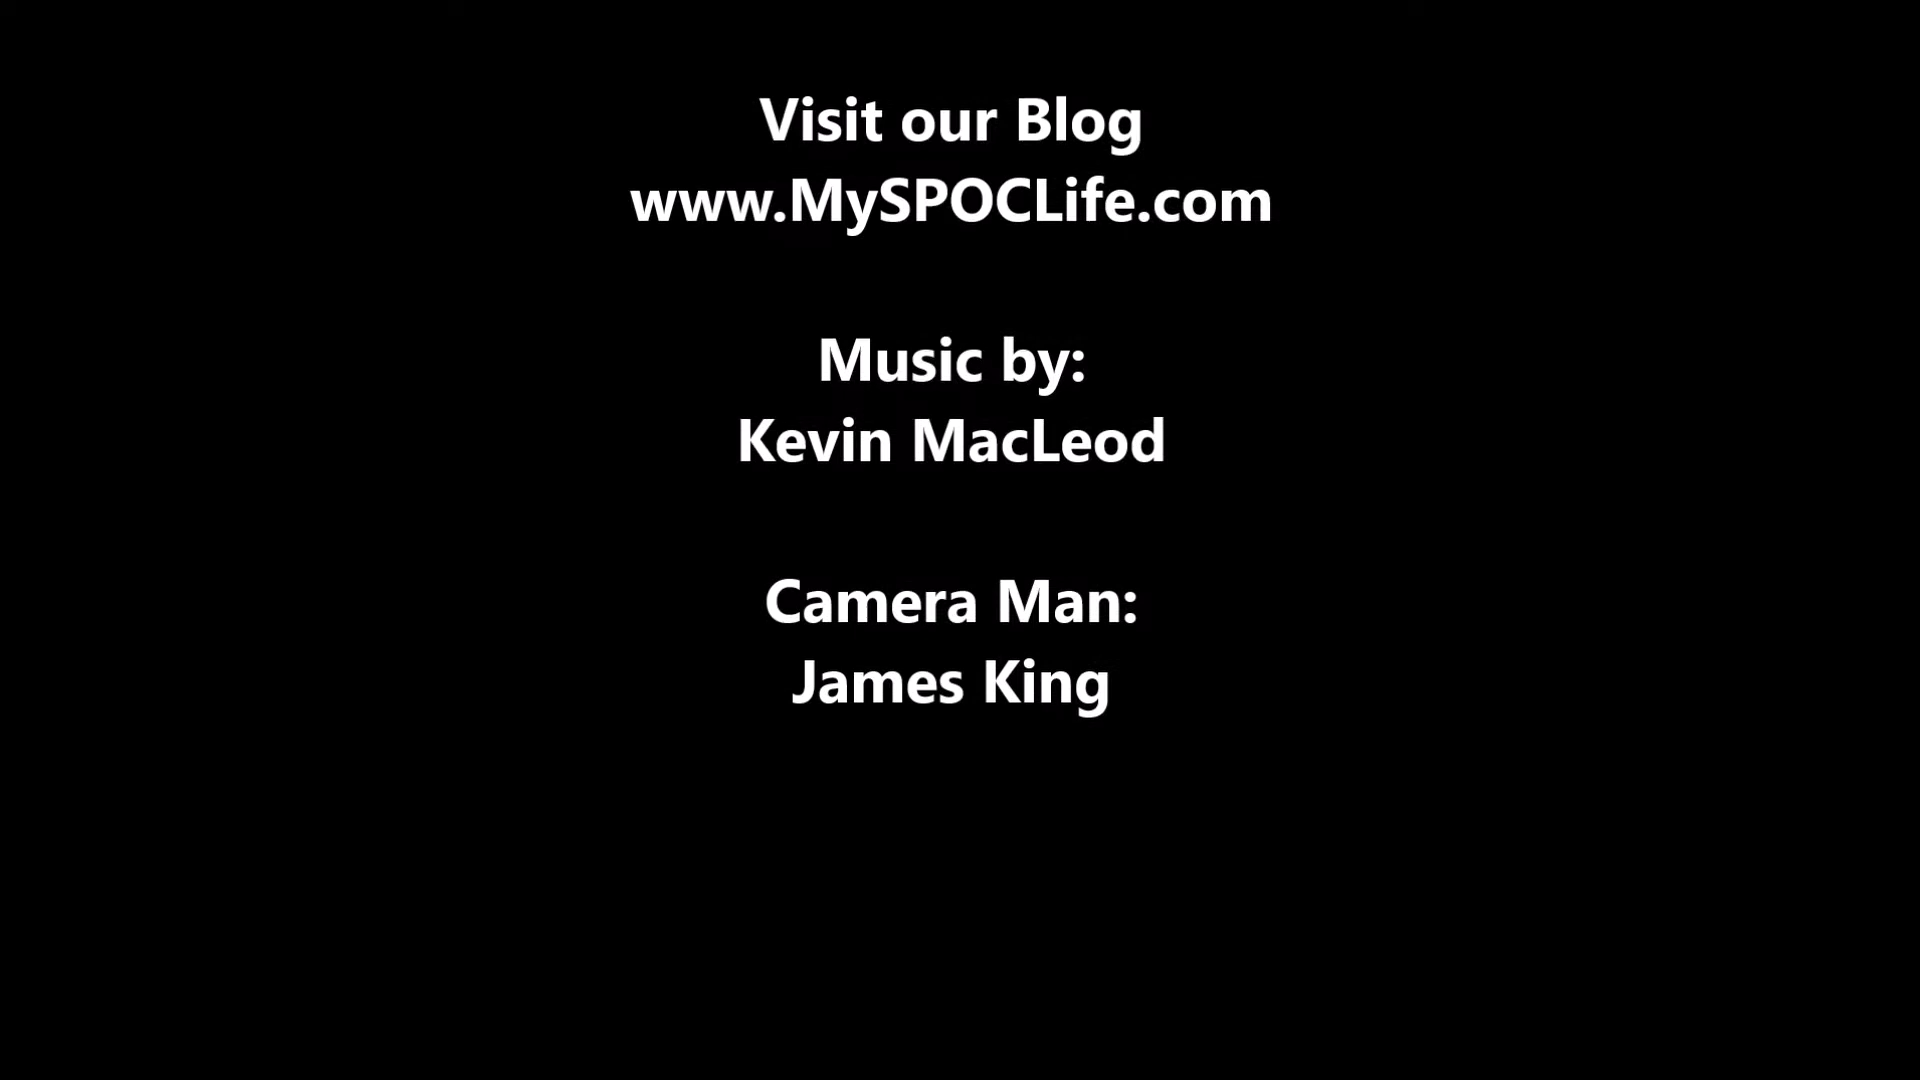 Visit our Blog
www.MySPOCLife.com
Music by:
Kevin MacLeod
Camera Man:
James King